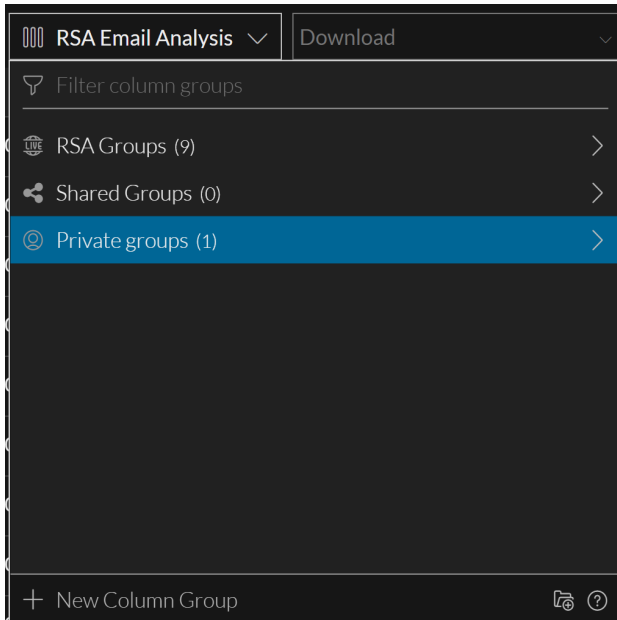 RSA Email Analysis
Download
Filter column groups
LIVE
RSA Groups (9)
Shared Groups (0)
Private groups (1)
New Column Group